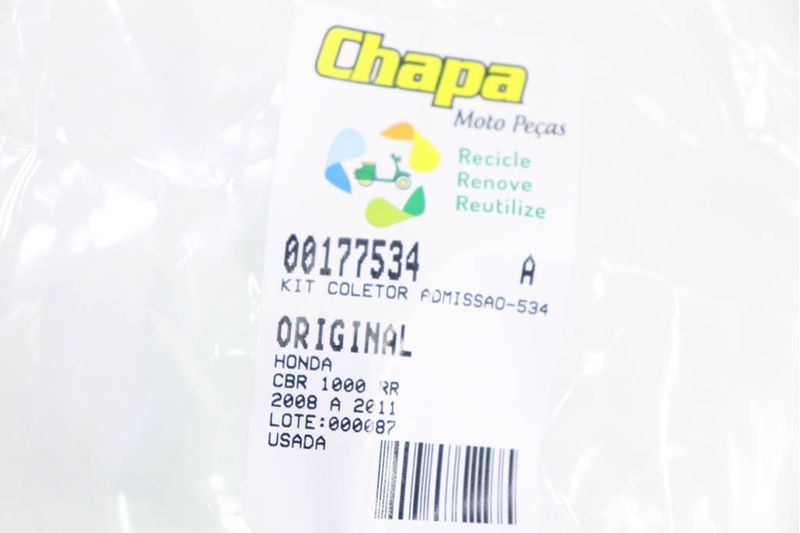 Chapa
Moto Peças
Recicle
Renove
Reutilize
00177534 A
KIT COLETOR ADMISSAO-534
ORIGINAL
HONDA
CBR 1000 RR
2008 A 2011
LOTE:000087
USADA